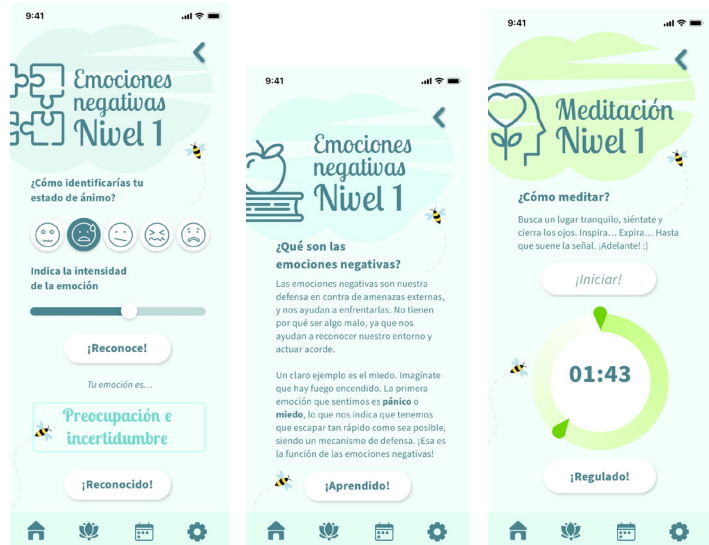 9:41
Emociones
negativas
Nivel 1
¿Cómo identificarías tu
estado de ánimo?
Indica la intensidad
de la emoción
¡Reconoce!
Tu emoción es...
Preocupación e
incertidumbre
¡Reconocido!
9:41
Emociones
negativas
Nivel 1
¿Qué son las
emociones negativas?
Las emociones negativas son nuestra
defensa en contra de amenazas externas,
y nos ayudan a enfrentarlas. No tienen
por qué ser algo malo, ya que nos
ayudan a reconocer nuestro entorno y
actuar acorde.
Un claro ejemplo es el miedo. Imagínate
que hay fuego encendido. La primera
emoción que sentimos es pánico o
miedo, lo que nos indica que tenemos
que escapar tan rápido como sea posible,
siendo un mecanismo de defensa. ¡Esa es
la función de las emociones negativas!
¡Aprendido!
9:41
Meditación
Nivel 1
¿Cómo meditar?
Busca un lugar tranquilo, siéntate y
cierra los ojos. Inspira... Expira... Hasta
que suene la señal. ¡Adelante! :)
¡Iniciar!
01:43
¡Regulado!